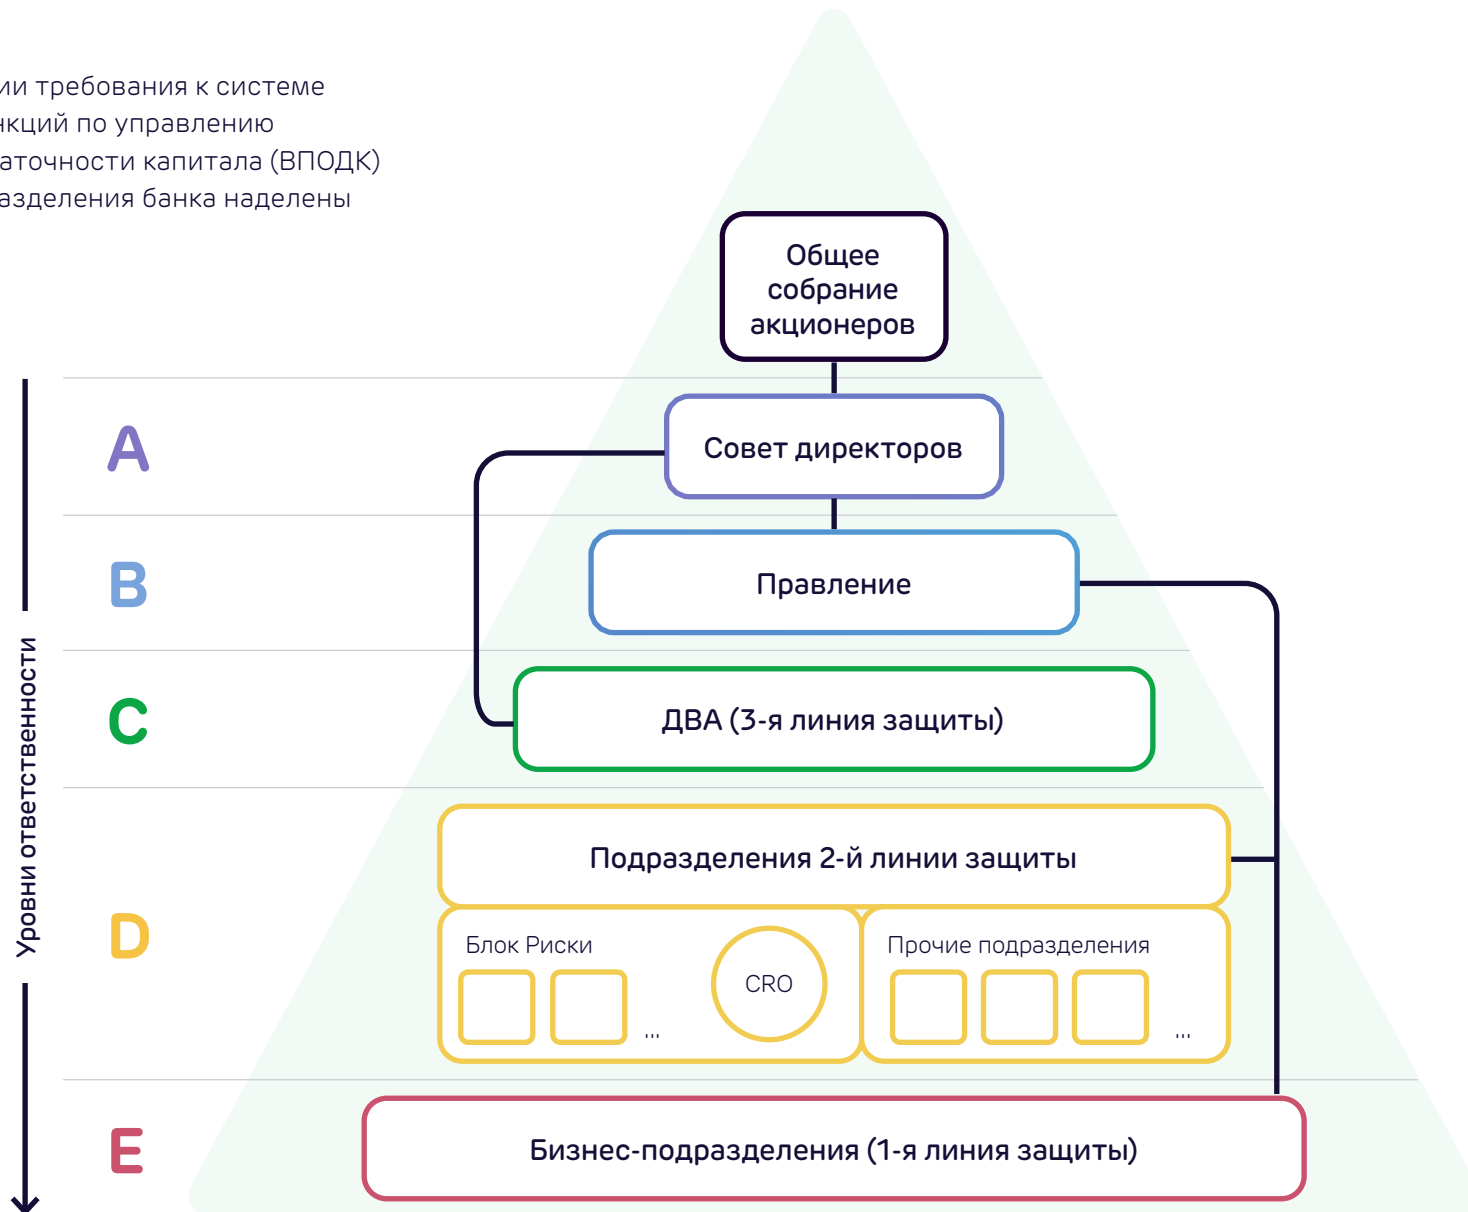 ии требования к системе
нкций по управлению
аточности капитала (ВПОДК)
азделения банка наделены
Общее
собрание
акционеров
A
Совет директоров
B
Правление
C
ДВА (3-я линия защиты)
Уровни ответственности
D
Подразделения 2-й линии защиты
Блок Риски
CRO
...
Прочие подразделения
...
E
Бизнес-подразделения (1-я линия защиты)